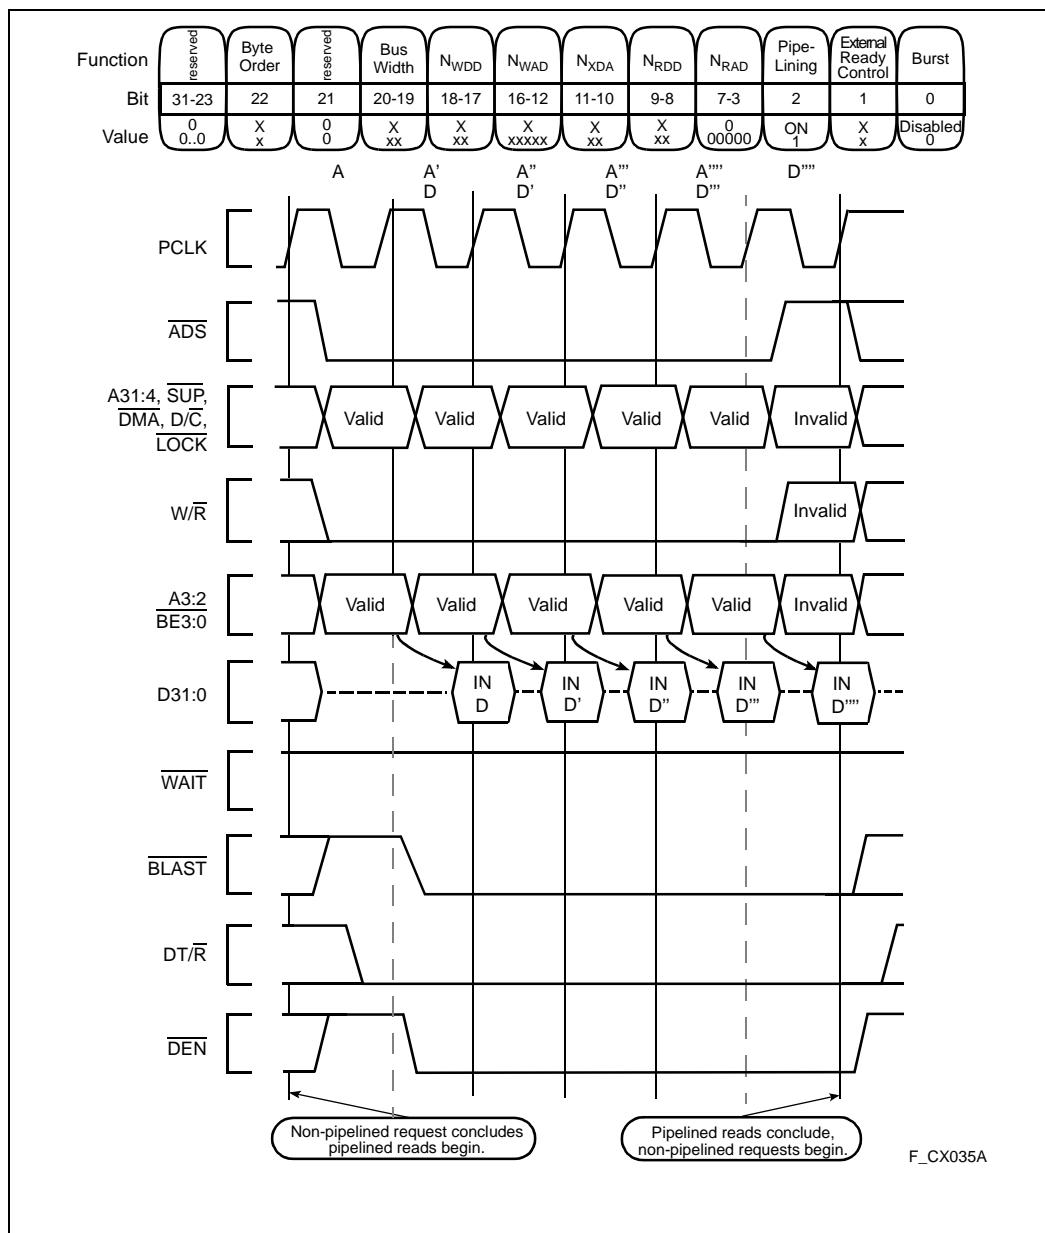 Function reserved Byte Order reserved Bus Width NWDD NWAD NXDA NRDD NRAD Pipe-Lining External Ready Control Burst
Bit 31-23 22 21 20-19 18-17 16-12 11-10 9-8 7-3 2 1 0
Value 0 X 0 X X X X X 0 ON X Disabled
0..0 x 0 xx xx xxxxx xx xx 00000 1 x 0
A A' A'' A''' A'''' D''''
D D' D'' D'''
PCLK
ADS
A31:4, SUP,
DMA, D/C,
LOCK
Valid Valid Valid Valid Valid Invalid
W/R
Invalid
A3:2
BE3:0
Valid Valid Valid Valid Valid Invalid
D31:0
IN IN IN IN IN
D D' D'' D''' D''''
WAIT
BLAST
DT/R
DEN
Non-pipelined request concludes
pipelined reads begin.
Pipelined reads conclude,
non-pipelined requests begin.
F_CX035A